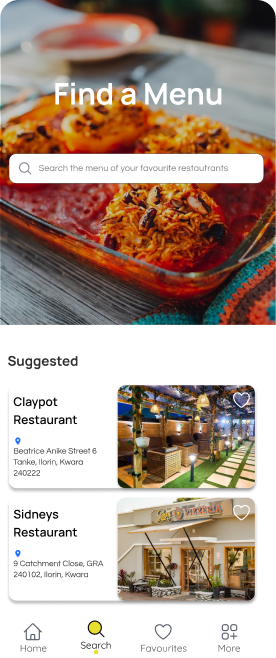 Find a Menu
Search the menu of your favourite restautrants
Suggested
Claypot
Restaurant
Beatrice Anike Street 6
Tanke, Ilorin, Kwara
240222
Sidneys
Restaurant
9 Catchment Close, GRA
240102, Ilorin, Kwara
Home
Search
Favourites
More